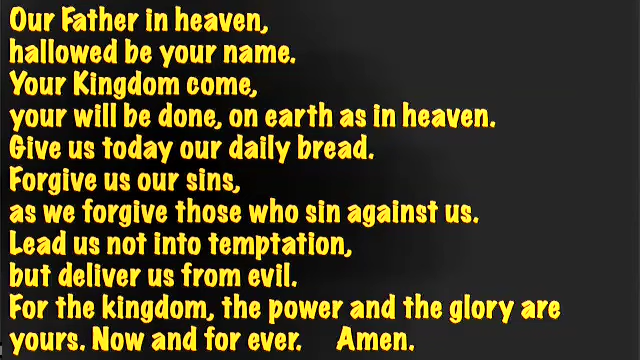 Our Father in heaven,
hallowed be your name.
Your Kingdom come,
your will be done, on earth as in heaven.
Give us today our daily bread.
Forgive us our sins,
as we forgive those who sin against us.
Lead us not into temptation,
but deliver us from evil.
For the kingdom, the power and the glory are
yours. Now and for ever. Amen.